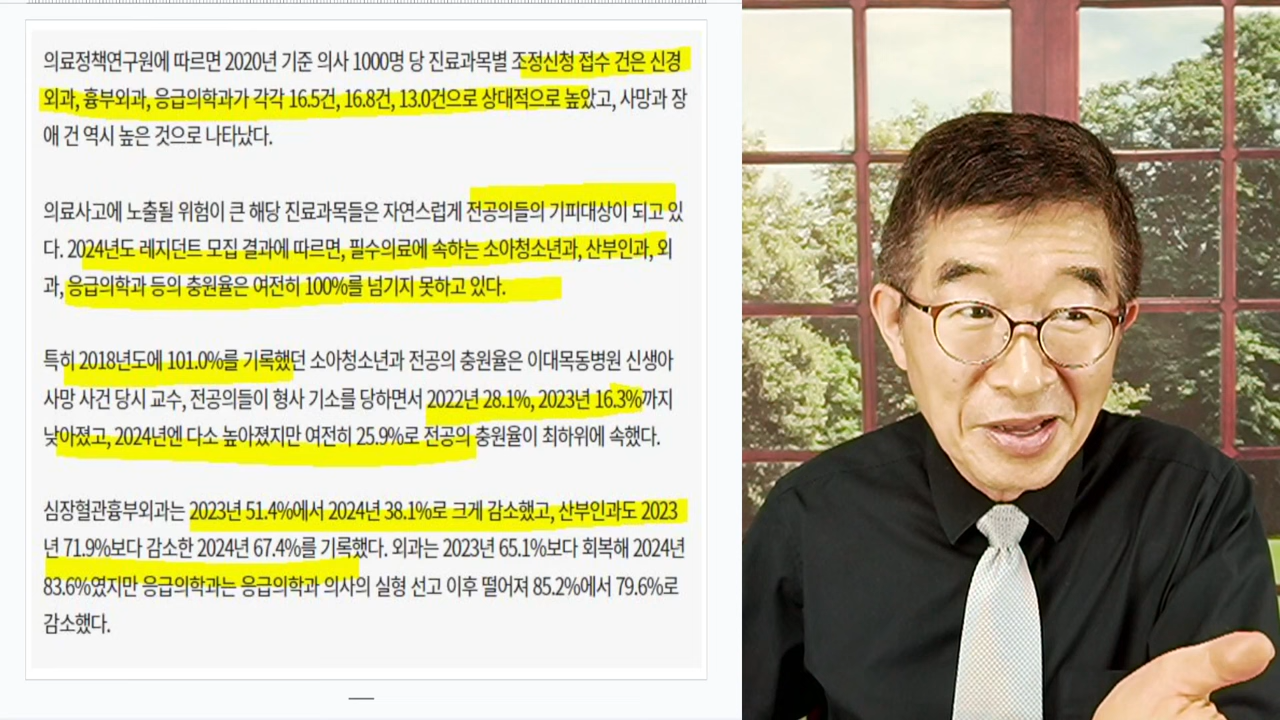 의료정책연구원에 따르면 2020년 기준 의사 1000명 당 진료과목별 조정신청 접수 건은 신경
외과, 흉부외과, 응급의학과가 각각 16.5건, 16.8건, 13.0건으로 상대적으로 높았고, 사망과 장
애 건 역시 높은 것으로 나타났다.
의료사고에 노출될 위험이 큰 해당 진료과목들은 자연스럽게 전공의들의 기피대상이 되고 있
다. 2024년도 레지던트 모집 결과에 따르면, 필수의료에 속하는 소아청소년과, 산부인과, 외
과, 응급의학과 등의 충원율은 여전히 100%를 넘기지 못하고 있다.
특히 2018년도에 101.0%를 기록했던 소아청소년과 전공의 충원율은 이대목동병원 신생아
사망 사건 당시 교수, 전공의들이 형사 기소를 당하면서 2022년 28.1%, 2023년 16.3%까지
낮아졌고, 2024년엔 다소 높아졌지만 여전히 25.9%로 전공의 충원율이 최하위에 속했다.
심장혈관흉부외과는 2023년 51.4%에서 2024년 38.1%로 크게 감소했고, 산부인과도 2023
년 71.9%보다 감소한 2024년 67.4%를 기록했다. 외과는 2023년 65.1%보다 회복해 2024년
83.6%였지만 응급의학과는 응급의학과 의사의 실형 선고 이후 떨어져 85.2%에서 79.6%로
감소했다.